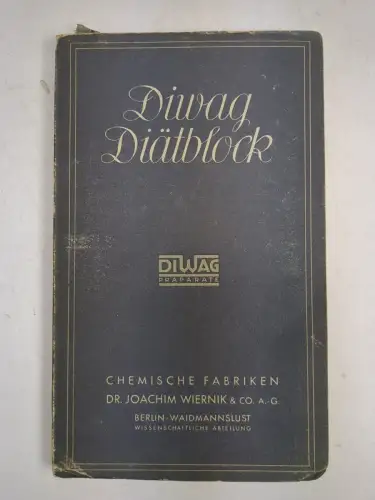 Diwag
Diätblock
DIWAG
PRÄPARATE
CHEMISCHE FABRIKEN
DR. JOACHIM WIERNIK & CO. A.-G.
BERLIN-WAIDMANNSLUST
WISSENSCHAFTLICHE ABTEILUNG